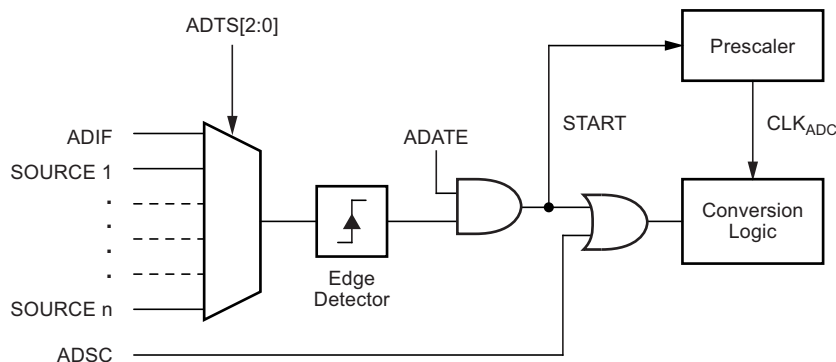 ADTS[2:0]
Prescaler
START
CLKADC
ADIF
ADATE
SOURCE 1
.
.
.
.
Conversion
Logic
Edge
Detector
SOURCE n
ADSC